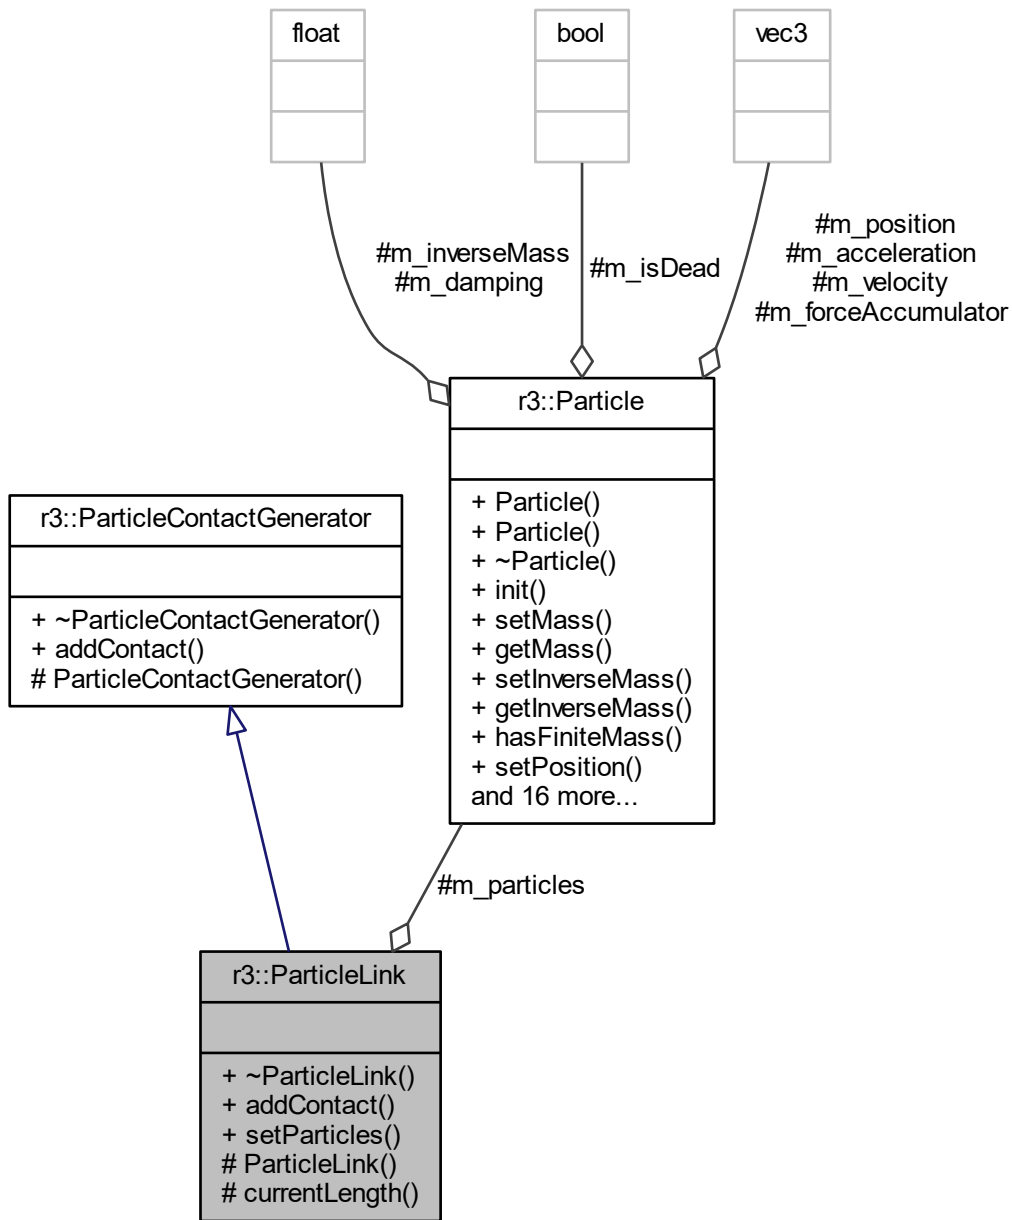 float
bool
vec3
#m_inverseMass
#m_damping
#m_isDead
#m_position
#m_acceleration
#m_velocity
#m_forceAccumulator
r3::Particle
+ Particle()
+ Particle()
+ ~Particle()
+ init()
+ setMass()
+ getMass()
+ setInverseMass()
+ getInverseMass()
+ hasFiniteMass()
+ setPosition()
and 16 more...
r3::ParticleContactGenerator
+ ~ParticleContactGenerator()
+ addContact()
# ParticleContactGenerator()
#m_particles
r3::ParticleLink
+ ~ParticleLink()
+ addContact()
+ setParticles()
# ParticleLink()
# currentLength()